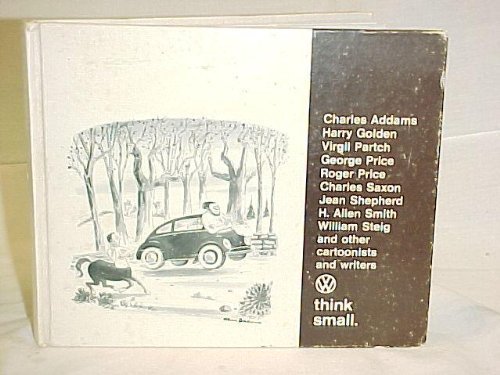 Charles Addams
Harry Golden
Virgil Partch
George Price
Roger Price
Charles Saxon
Jean Shepherd
H. Allen Smith
William Steig
and other
cartoonists
and writers
think
small.